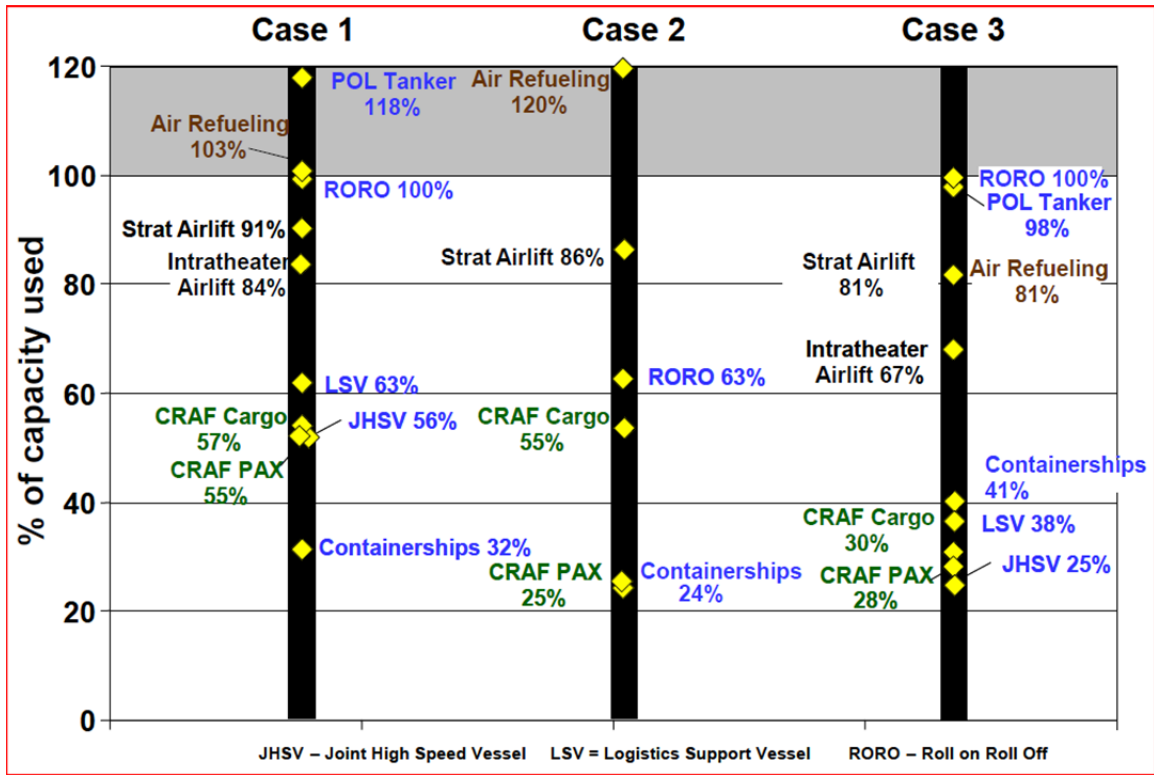 Case 1
Case 2
Case 3
% of capacity used
120
100
80
60
40
20
0
POL Tanker
118%
Air Refueling
103%
RORO 100%
Strat Airlift 91%
Intratheater
Airlift 84%
LSV 63%
CRAF Cargo
57%
JHSV 56%
CRAF PAX
55%
Containerships 32%
Air Refueling
120%
Strat Airlift 86%
RORO 63%
CRAF Cargo
55%
CRAF PAX
25%
Containerships
24%
RORO 100%
POL Tanker
98%
Strat Airlift
81%
Air Refueling
81%
Intratheater
Airlift 67%
Containerships
41%
LSV 38%
CRAF Cargo
30%
JHSV 25%
CRAF PAX
28%
JHSV – Joint High Speed Vessel
LSV = Logistics Support Vessel
RORO – Roll on Roll Off